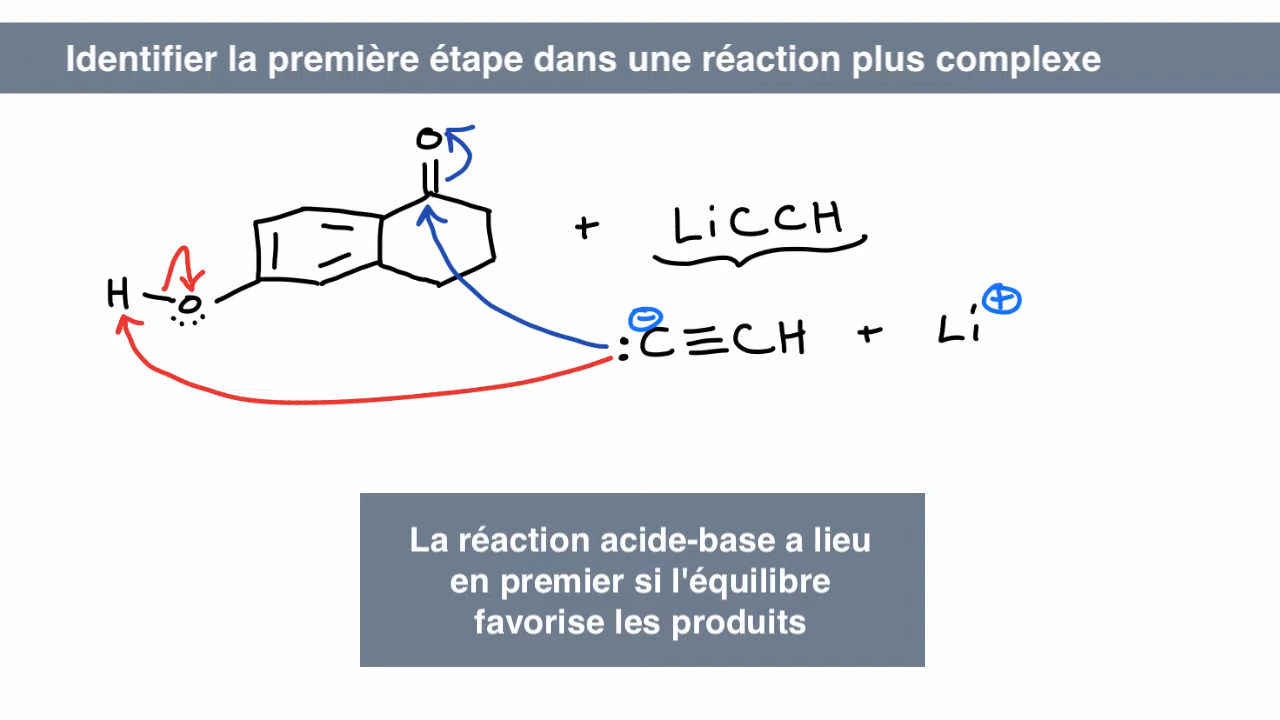 Identifier la première étape dans une réaction plus complexe
O
+ LiCCH
H O
:C≡CH + Li
La réaction acide-base a lieu
en premier si l'équilibre
favorise les produits